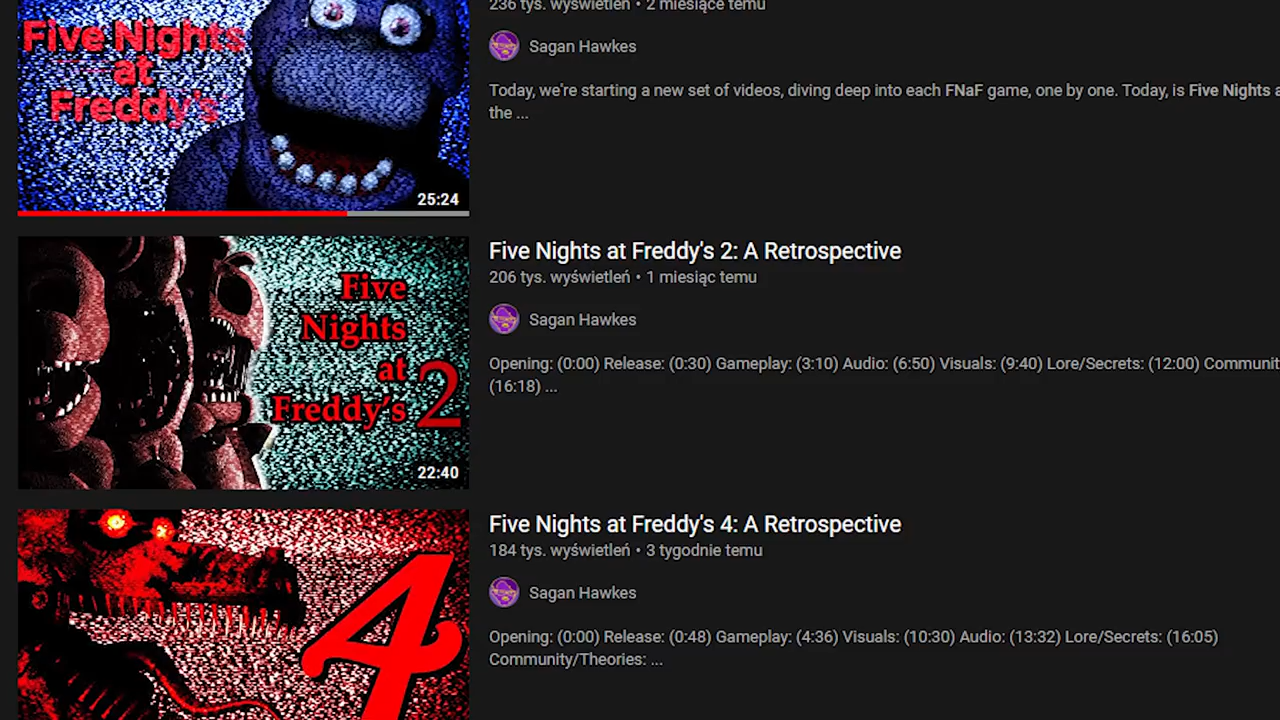 236 tys. wyświetleń • 2 miesiące temu
Five Nights
at
Freddy's
Sagan Hawkes
Today, we're starting a new set of videos, diving deep into each FNaF game, one by one. Today, is Five Nights a
the ...
25:24
Five Nights at Freddy's 2: A Retrospective
206 tys. wyświetleń • 1 miesiąc temu
Five
Nights
at
Freddy's 2
Sagan Hawkes
Opening: (0:00) Release: (0:30) Gameplay: (3:10) Audio: (6:50) Visuals: (9:40) Lore/Secrets: (12:00) Communit
(16:18) ...
22:40
Five Nights at Freddy's 4: A Retrospective
184 tys. wyświetleń • 3 tygodnie temu
4
Sagan Hawkes
Opening: (0:00) Release: (0:48) Gameplay: (4:36) Visuals: (10:30) Audio: (13:32) Lore/Secrets: (16:05)
Community/Theories: ...